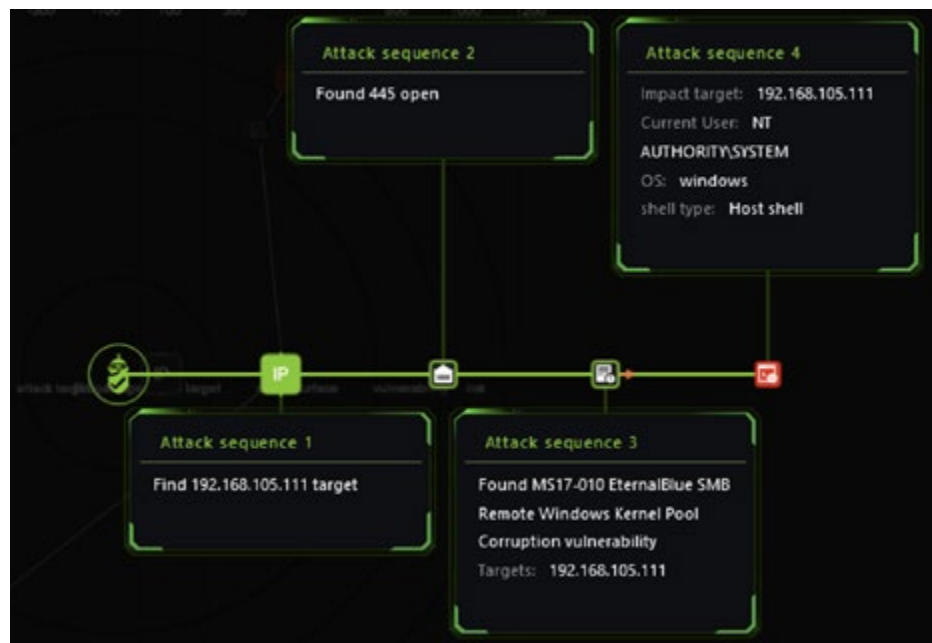 Attack sequence 2
Found 445 open
Attack sequence 4
Impact target: 192.168.105.111
Current User: NT
AUTHORITY\SYSTEM
OS: windows
shell type: Host shell
IP
Attack sequence 1
Find 192.168.105.111 target
Attack sequence 3
Found MS17-010 EternalBlue SMB
Remote Windows Kernel Pool
Corruption vulnerability
Targets: 192.168.105.111